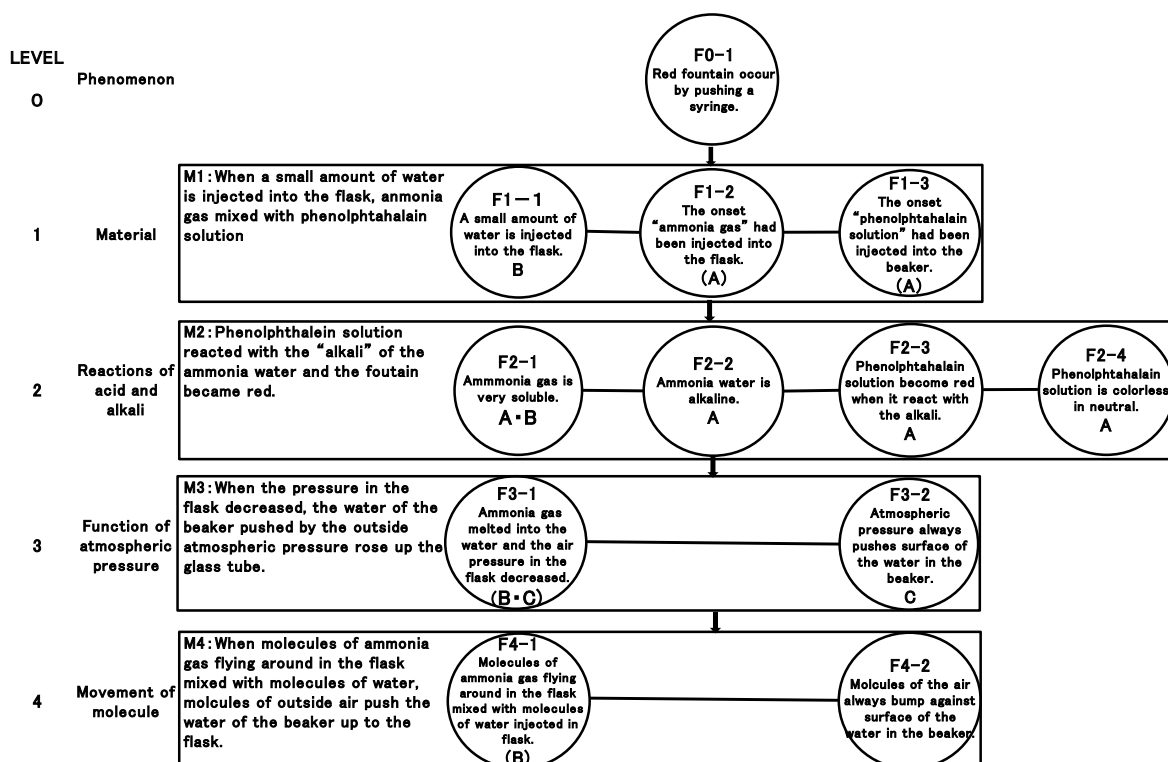 LEVEL
0
Phenomenon
F0-1
Red fountain occur
by pushing a
syringe.
1
Material
M1:When a small amount of water
is injected into the flask, anmonia
gas mixed with phenolphtahalain
solution
F1-1
A small amount of
water is injected
into the flask.
B
F1-2
The onset
"ammonia gas" had
been injected into
the flask.
(A)
F1-3
The onset
"phenolphtahalain
solution" had been
injected into the
beaker.
(A)
2
Reactions of
acid and
alkali
M2:Phenolphthalein solution
reacted with the "alkali" of the
ammonia water and the foutain
became red.
F2-1
Ammmonia gas is
very soluble.
A・B
F2-2
Ammonia water is
alkaline.
A
F2-3
Phenolphtahalain
solution become red
when it react with
the alkali.
A
F2-4
Phenolphtahalain
solution is colorless
in neutral.
A
3
Function of
atmospheric
pressure
M3:When the pressure in the
flask decreased, the water of the
beaker pushed by the outside
atmospheric pressure rose up the
glass tube.
F3-1
Ammonia gas
melted into the
water and the air
pressure in the
flask decreased.
(B・C)
F3-2
Atmospheric
pressure always
pushes surface of
the water in the
beaker.
C
4
Movement of
molecule
M4:When molecules of ammonia
gas flying around in the flask
mixed with molecules of water,
molcules of outside air push the
water of the beaker up to the
flask.
F4-1
Molecules of
ammonia gas flying
around in the flask
mixed with molecules
of water injected in
flask.
(B)
F4-2
Molcules of the air
always bump against
surface of the
water in the beaker.